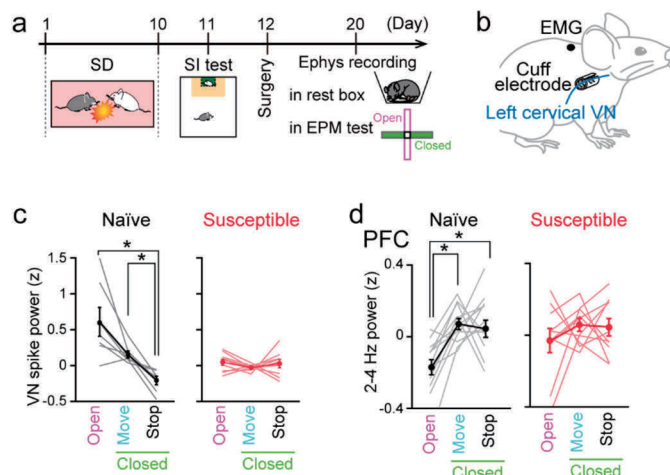 a
1 10 11 12 20 (Day)
SD
SI test
Surgery
Ephys recording
in rest box
in EPM test
Open
Closed
b
EMG
Cuff
electrode
Left cervical VN
c
Naïve
Susceptible
VN spike power (z)
1.5
1.0
0.5
0
-0.5
*
*
Open
Move
Stop
Closed
Open
Move
Stop
Closed
d
Naïve
Susceptible
PFC
2-4 Hz power (z)
0.4
0
-0.4
*
*
Open
Move
Stop
Closed
Open
Move
Stop
Closed